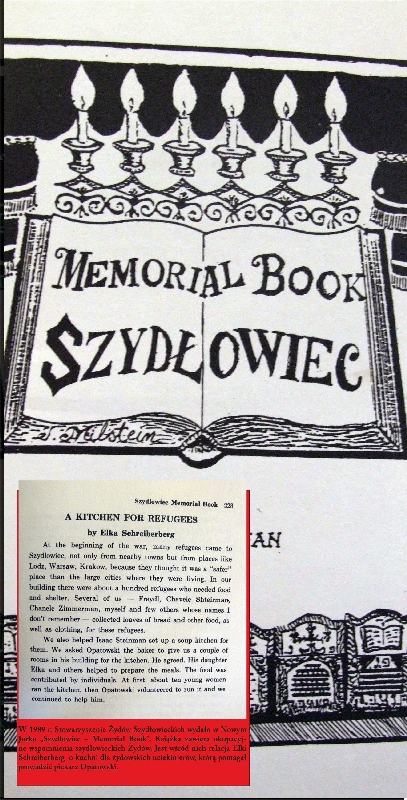 MEMORIAL BOOK
SZYDŁOWIEC
Szydlowiec Memorial Book 223
A KITCHEN FOR REFUGEES
by Elka Schreiberberg
At the beginning of the war, many refugees came to
Szydlowiec, not only from nearby towns but from places like
Lodz, Warsaw, Krakow, because they thought it was a "safer"
place than the large cities where they were living. In our
building there were about a hundred refugees who needed food
and shelter. Several of us — Fraydl, Chavele Shteirman,
Chanele Zimmerman, myself and few others whose names I
don't remember — collected loaves of bread and other food, as
well as clothing, for these refugees.
We also helped Isaac Steinman set up a soup kitchen for
them. We asked Opatowski the baker to give us a couple of
rooms in his building for the kitchen. He agreed. His daughter
Elka and others helped to prepare the meals. The food was
contributed by individuals. At first about ten young women
ran the kitchen, then Opatowski volunteered to run it and we
continued to help him.
W 1989 r. Stowarzyszenie Żydów Szydłowieckich wydało w Nowym
Jorku „Szydlowiec - Memorial Book". Książka zawiera okupacyj-
ne wspomnienia szydłowieckich Żydów. Jest wśród nich relacja Elki
Schreiberberg o kuchni dla żydowskich uciekinierów, którą pomagał
prowadzić piekarz Opatowski.